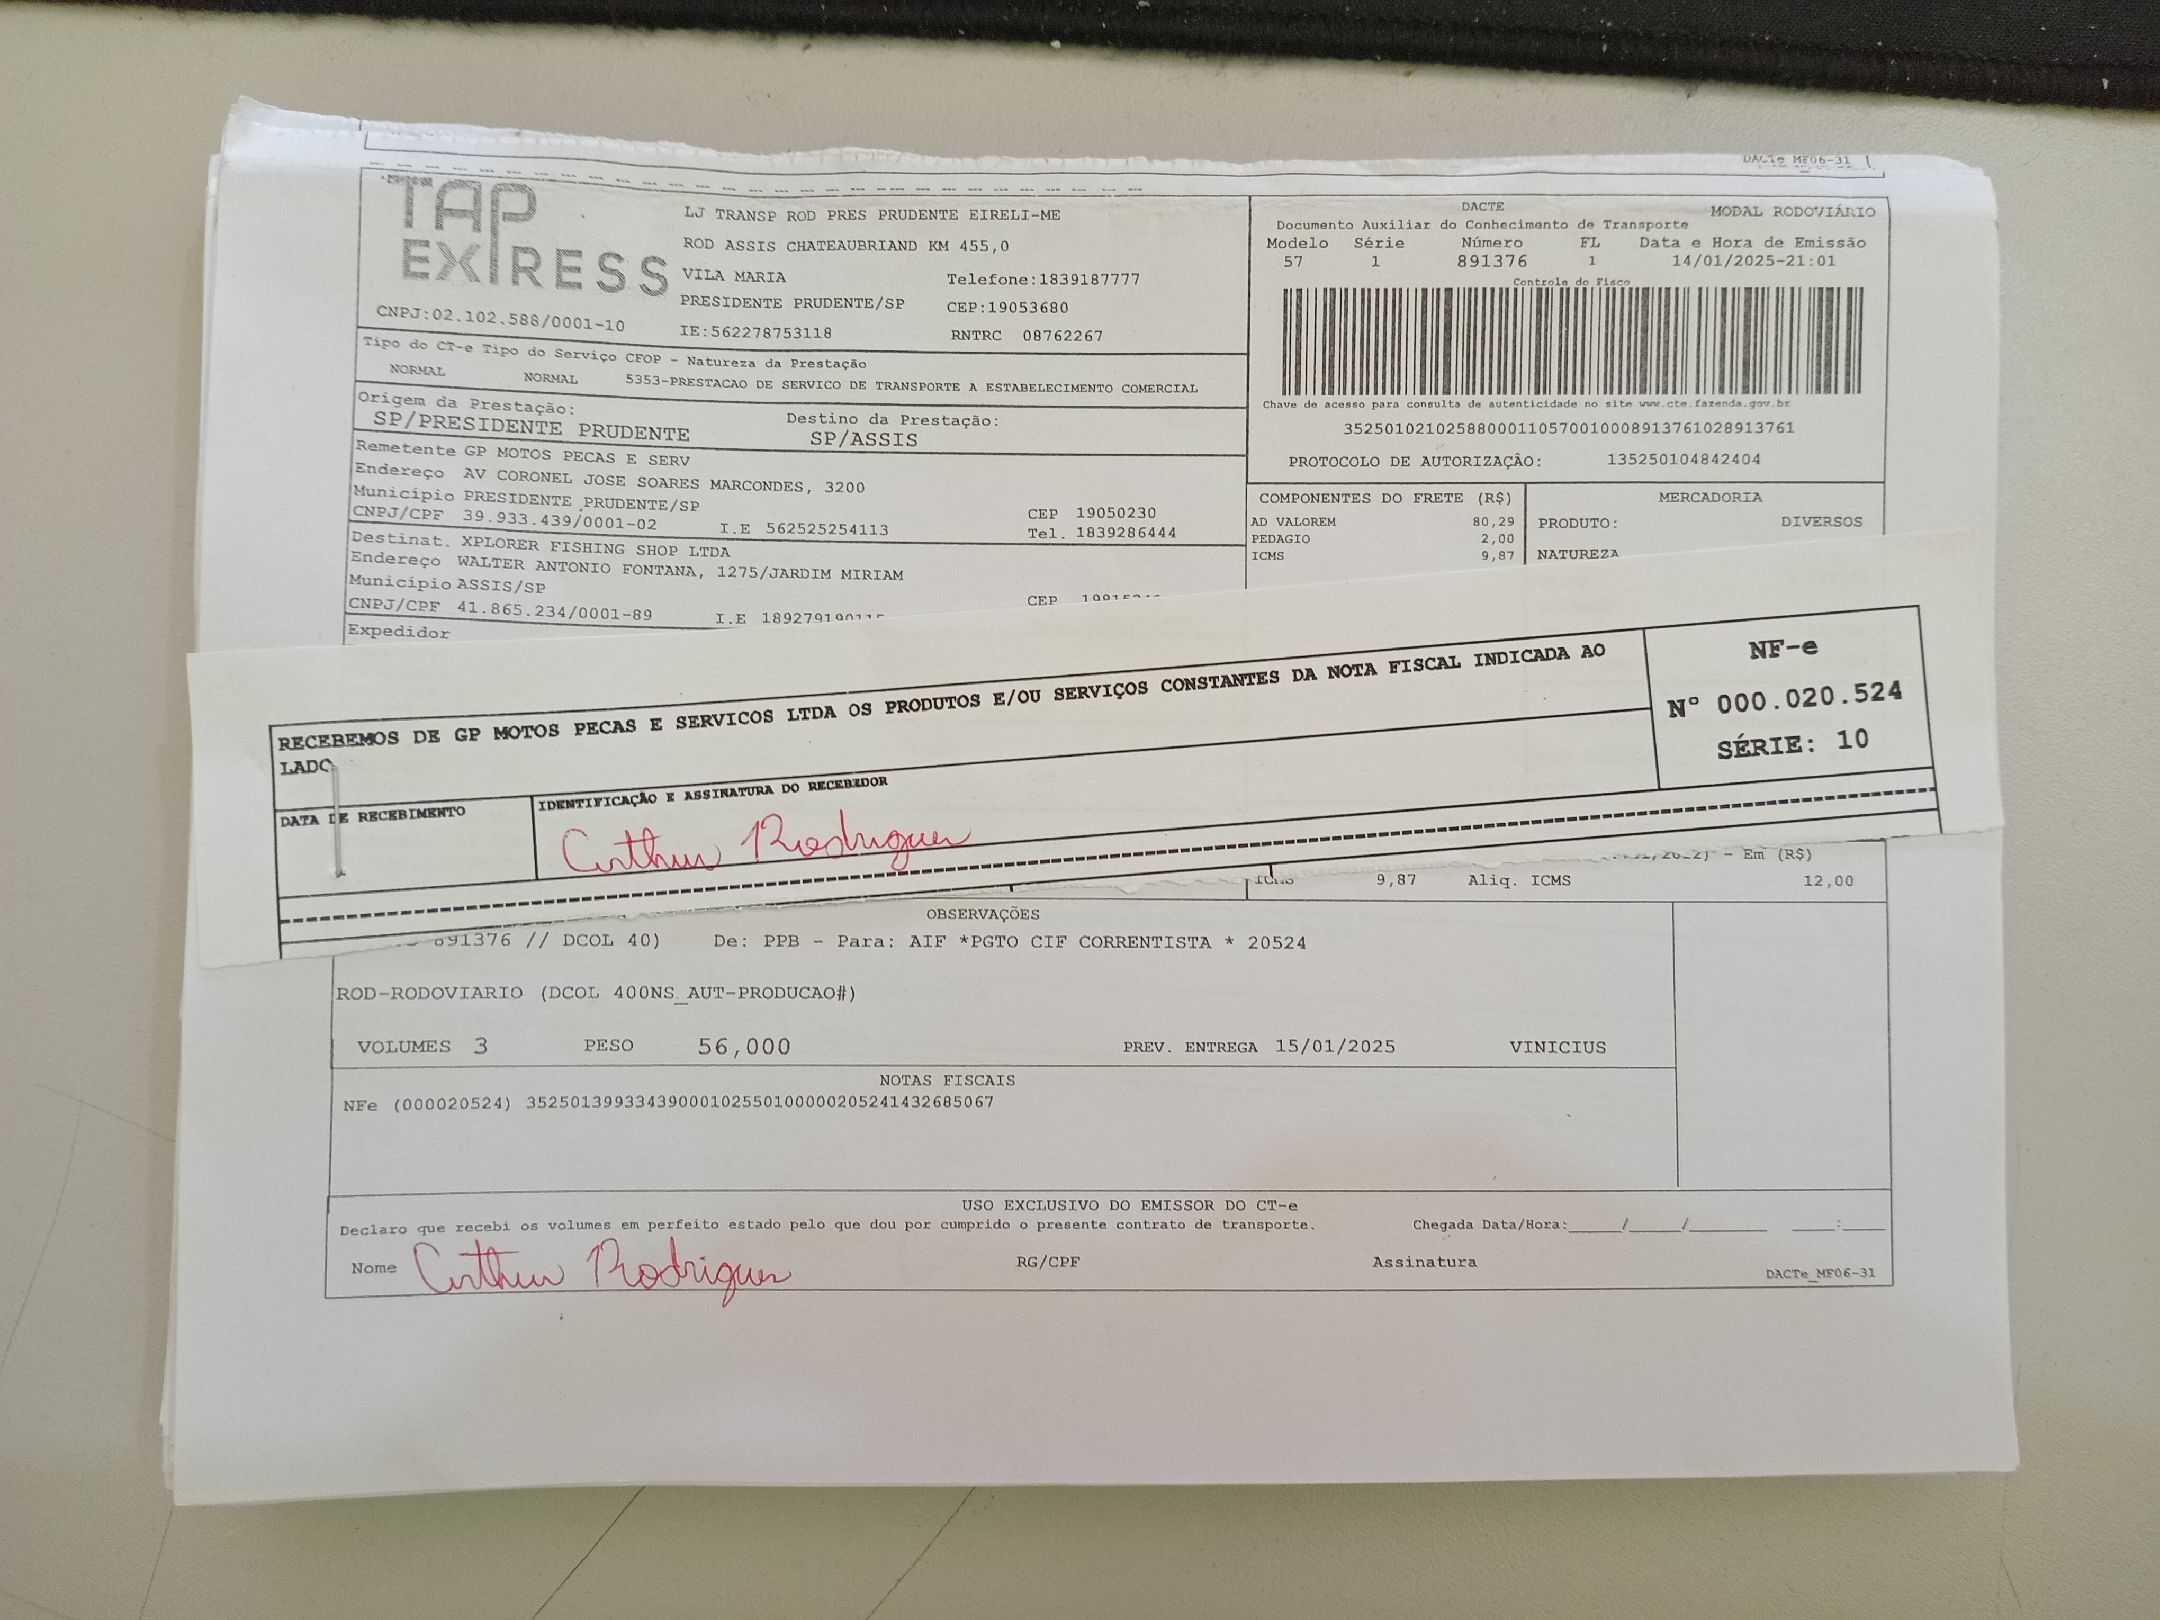 DACTe MF06-31
TAP EXPRESS
LJ TRANSP ROD PRES PRUDENTE EIRELI-ME
ROD ASSIS CHATEAUBRIAND KM 455,0
VILA MARIA Telefone:1839187777
PRESIDENTE PRUDENTE/SP CEP:19053680
CNPJ:02.102.588/0001-10 IE:562278753118 RNTRC 08762267
DACTE MODAL RODOVIÁRIO
Documento Auxiliar do Conhecimento de Transporte
Modelo Série Número FL Data e Hora de Emissão
57 1 891376 1 14/01/2025-21:01
Controle do Fisco
Chave de acesso para consulta de autenticidade no site www.cte.fazenda.gov.br
35250102102588000110570010008913761028913761
PROTOCOLO DE AUTORIZAÇÃO: 135250104842404
Tipo do CT-e Tipo do Serviço CFOP - Natureza da Prestação
NORMAL NORMAL 5353-PRESTACAO DE SERVICO DE TRANSPORTE A ESTABELECIMENTO COMERCIAL
Origem da Prestação: Destino da Prestação:
SP/PRESIDENTE PRUDENTE SP/ASSIS
Remetente GP MOTOS PECAS E SERV
Endereço AV CORONEL JOSE SOARES MARCONDES, 3200
Município PRESIDENTE PRUDENTE/SP CEP 19050230
CNPJ/CPF 39.933.439/0001-02 I.E 562525254113 Tel. 1839286444
Destinat. XPLORER FISHING SHOP LTDA
Endereço WALTER ANTONIO FONTANA, 1275/JARDIM MIRIAM
Município ASSIS/SP CEP
CNPJ/CPF 41.865.234/0001-89 I.E
Expedidor
COMPONENTES DO FRETE (R$) MERCADORIA
AD VALOREM 80,29 PRODUTO: DIVERSOS
PEDAGIO 2,00
ICMS 9,87 NATUREZA
RECEBEMOS DE GP MOTOS PECAS E SERVICOS LTDA OS PRODUTOS E/OU SERVIÇOS CONSTANTES DA NOTA FISCAL INDICADA AO
LADO
DATA DE RECEBIMENTO IDENTIFICAÇÃO E ASSINATURA DO RECEBEDOR
Arthur Rodrigues
NF-e
Nº 000.020.524
SÉRIE: 10
- Em (R$)
ICMS 9,87 Aliq. ICMS 12,00
OBSERVAÇÕES
891376 // DCOL 40) De: PPB - Para: AIF *PGTO CIF CORRENTISTA * 20524
ROD-RODOVIARIO (DCOL 400NS_AUT-PRODUCAO#)
VOLUMES 3 PESO 56,000 PREV. ENTREGA 15/01/2025 VINICIUS
NOTAS FISCAIS
NFe (000020524) 35250139933439000102550100000205241432685067
USO EXCLUSIVO DO EMISSOR DO CT-e
Declaro que recebi os volumes em perfeito estado pelo que dou por cumprido o presente contrato de transporte. Chegada Data/Hora:_____/_____/________ ____:____
Nome Arthur Rodrigues RG/CPF Assinatura
DACTe_MF06-31